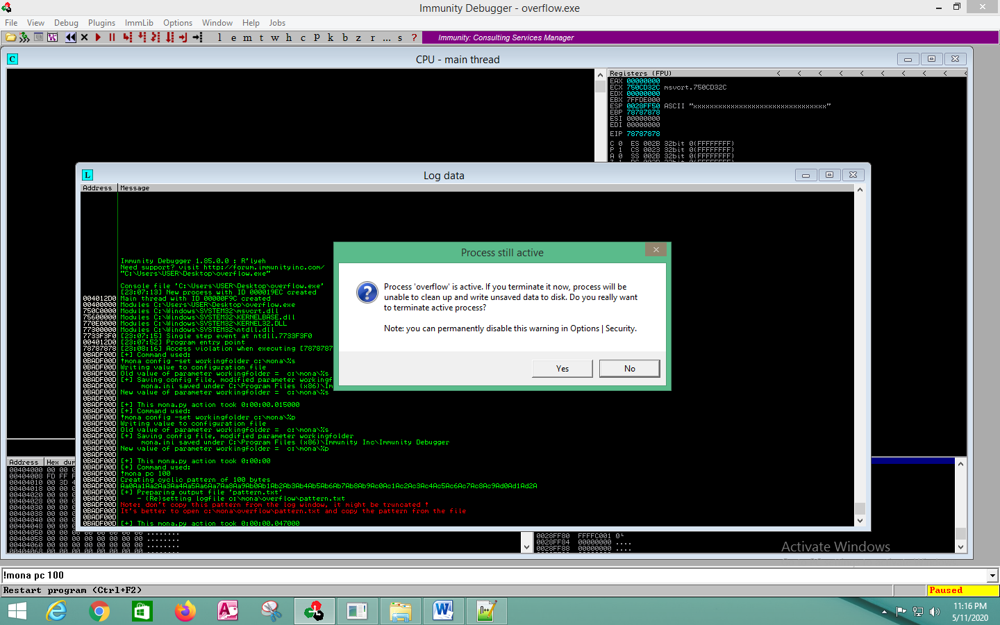 Immunity Debugger - overflow.exe
File View Debug Plugins ImmLib Options Window Help Jobs
l e m t w h c P k b z r ... s ?
Immunity: Consulting Services Manager
C
CPU - main thread
Registers (FPU) < < < < < < < < < <
EAX 00000000
ECX 750CD32C msvcrt.750CD32C
EDX 00000000
EBX 7FFDE000
ESP 0028FF50 ASCII "xxxxxxxxxxxxxxxxxxxxxxxxxxxxxxxx"
EBP 78787878
ESI 00000000
EDI 00000000
EIP 78787878
C 0 ES 002B 32bit 0(FFFFFFFF)
P 1 CS 0023 32bit 0(FFFFFFFF)
A 0 SS 002B 32bit 0(FFFFFFFF)
L
Log data
Address Message
Immunity Debugger 1.85.0.0 : R'lyeh
Need support? visit http://forum.immunityinc.com/
"C:\Users\USER\Desktop\overflow.exe"
Console file 'C:\Users\USER\Desktop\overflow.exe'
[23:07:13] New process with ID 000019EC created
004012D0 Main thread with ID 00000F9C created
00400000 Modules C:\Users\USER\Desktop\overflow.exe
750C0000 Modules C:\Windows\SYSTEM32\msvcrt.dll
75600000 Modules C:\Windows\SYSTEM32\KERNELBASE.dll
770E0000 Modules C:\Windows\SYSTEM32\KERNEL32.DLL
77300000 Modules C:\Windows\SYSTEM32\ntdll.dll
7733F3F0 [23:07:15] Single step event at ntdll.7733F3F0
004012D0 [23:07:52] Program entry point
78787878 [23:08:16] Access violation when executing [7878787
0BADF00D [+] Command used:
0BADF00D !mona config -set workingfolder c:\mona\%s
0BADF00D Writing value to configuration file
0BADF00D Old value of parameter workingfolder = c:\mona\%s
0BADF00D [+] Saving config file, modified parameter workingf
0BADF00D mona.ini saved under C:\Program Files (x86)\Im
0BADF00D New value of parameter workingfolder = c:\mona\%s
0BADF00D
0BADF00D [+] This mona.py action took 0:00:00.015000
0BADF00D [+] Command used:
0BADF00D !mona config -set workingfolder c:\mona\%p
0BADF00D Writing value to configuration file
0BADF00D Old value of parameter workingfolder = c:\mona\%s
0BADF00D [+] Saving config file, modified parameter workingfolder
0BADF00D mona.ini saved under C:\Program Files (x86)\Immunity Inc\Immunity Debugger
0BADF00D New value of parameter workingfolder = c:\mona\%p
0BADF00D
0BADF00D [+] This mona.py action took 0:00:00
0BADF00D [+] Command used:
0BADF00D !mona pc 100
0BADF00D Creating cyclic pattern of 100 bytes
0BADF00D Aa0Aa1Aa2Aa3Aa4Aa5Aa6Aa7Aa8Aa9Ab0Ab1Ab2Ab3Ab4Ab5Ab6Ab7Ab8Ab9Ac0Ac1Ac2Ac3Ac4Ac5Ac6Ac7Ac8Ac9Ad0Ad1Ad2A
0BADF00D [+] Preparing output file 'pattern.txt'
0BADF00D - (Re)setting logfile c:\mona\overflow\pattern.txt
0BADF00D Note: don't copy this pattern from the log window, it might be truncated !
0BADF00D It's better to open c:\mona\overflow\pattern.txt and copy the pattern from the file
0BADF00D
0BADF00D [+] This mona.py action took 0:00:00.047000
Process still active
Process 'overflow' is active. If you terminate it now, process will be
unable to clean up and write unsaved data to disk. Do you really want
to terminate active process?
Note: you can permanently disable this warning in Options | Security.
Yes No
Address Hex dum
00404000 00 00 0
00404008 FD FF F
00404010 00 3D 4
00404018 00 00 0
00404020 00 00 0
00404028 00 00 0
00404030 00 00 0
00404038 00 00 0
00404040 00 00 0
00404048 00 00 0
00404050 00 00 00 00 00 00 00 00 ........
00404058 00 00 00 00 00 00 00 00 ........
00404060 00 00 00 00 00 00 00 00 ........
00404068 00 00 00 00 00 00 00 00 ........
0028FF80 FFFFC001
0028FF84 00000000 ....
0028FF88 00000000 ....
Activate Windows
!mona pc 100
Restart program (Ctrl+F2)
Paused
11:16 PM
5/11/2020